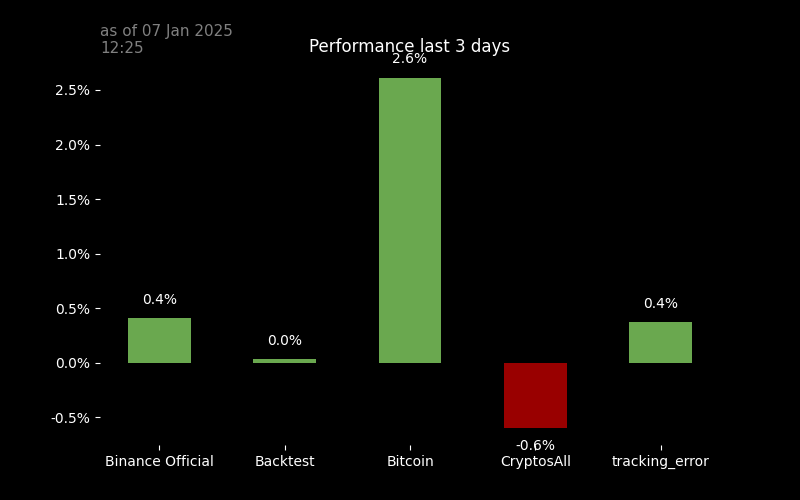 as of 07 Jan 2025
12:25
Performance last 3 days
2.6%
2.5%
2.0%
1.5%
1.0%
0.5%
0.0%
-0.5%
0.4%
0.0%
0.4%
-0.6%
Binance Official
Backtest
Bitcoin
CryptosAll
tracking_error